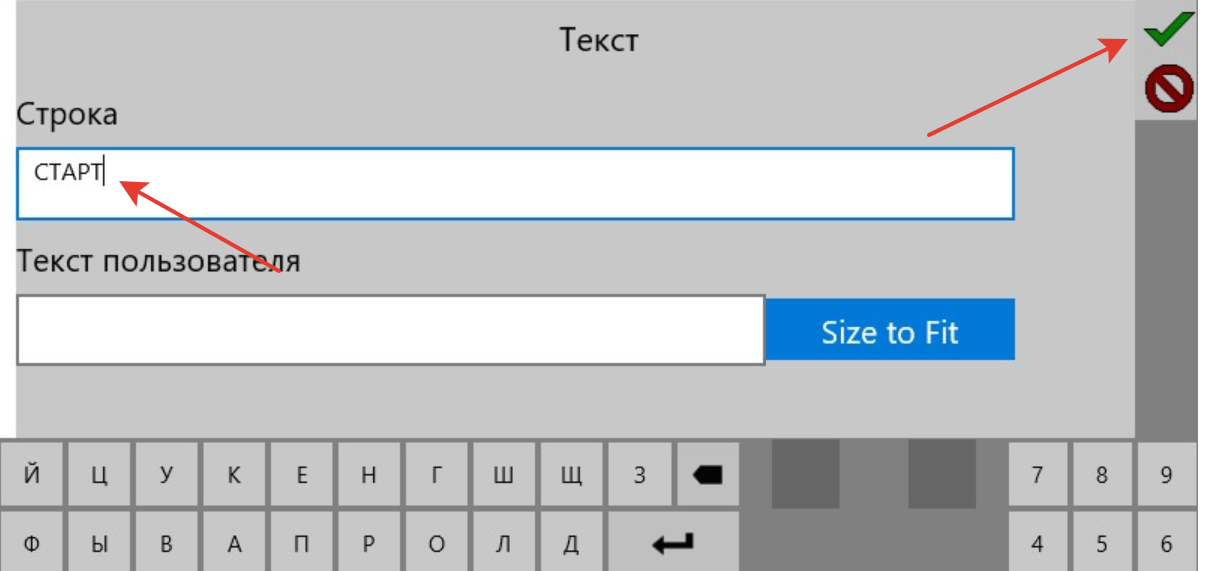 Текст
Строка
СТАРТ
Текст пользователя
Size to Fit
Й Ц У К Е Н Г Ш Щ З 7 8 9
Ф Ы В А П Р О Л Д 4 5 6